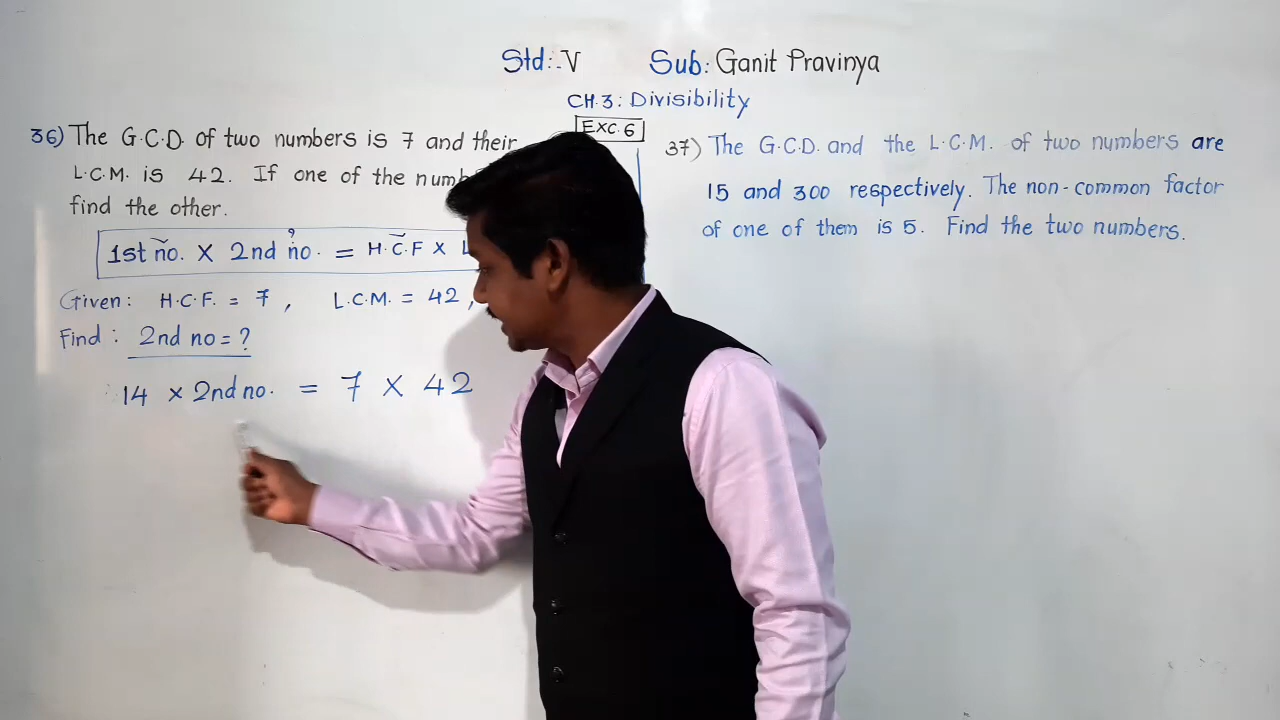 Std:- V Sub: Ganit Pravinya
CH.3: Divisibility
EXC.6
36) The G.C.D. of two numbers is 7 and their
L.C.M. is 42. If one of the
find the other.
1st no. X 2nd no. = H.C.F X
?
Given: H.C.F. = 7, L.C.M. = 42,
Find: 2nd no = ?
14 x 2nd no. = 7 X 42
37) The G.C.D. and the L.C.M. of two numbers are
15 and 300 respectively. The non-common factor
of one of them is 5. Find the two numbers.